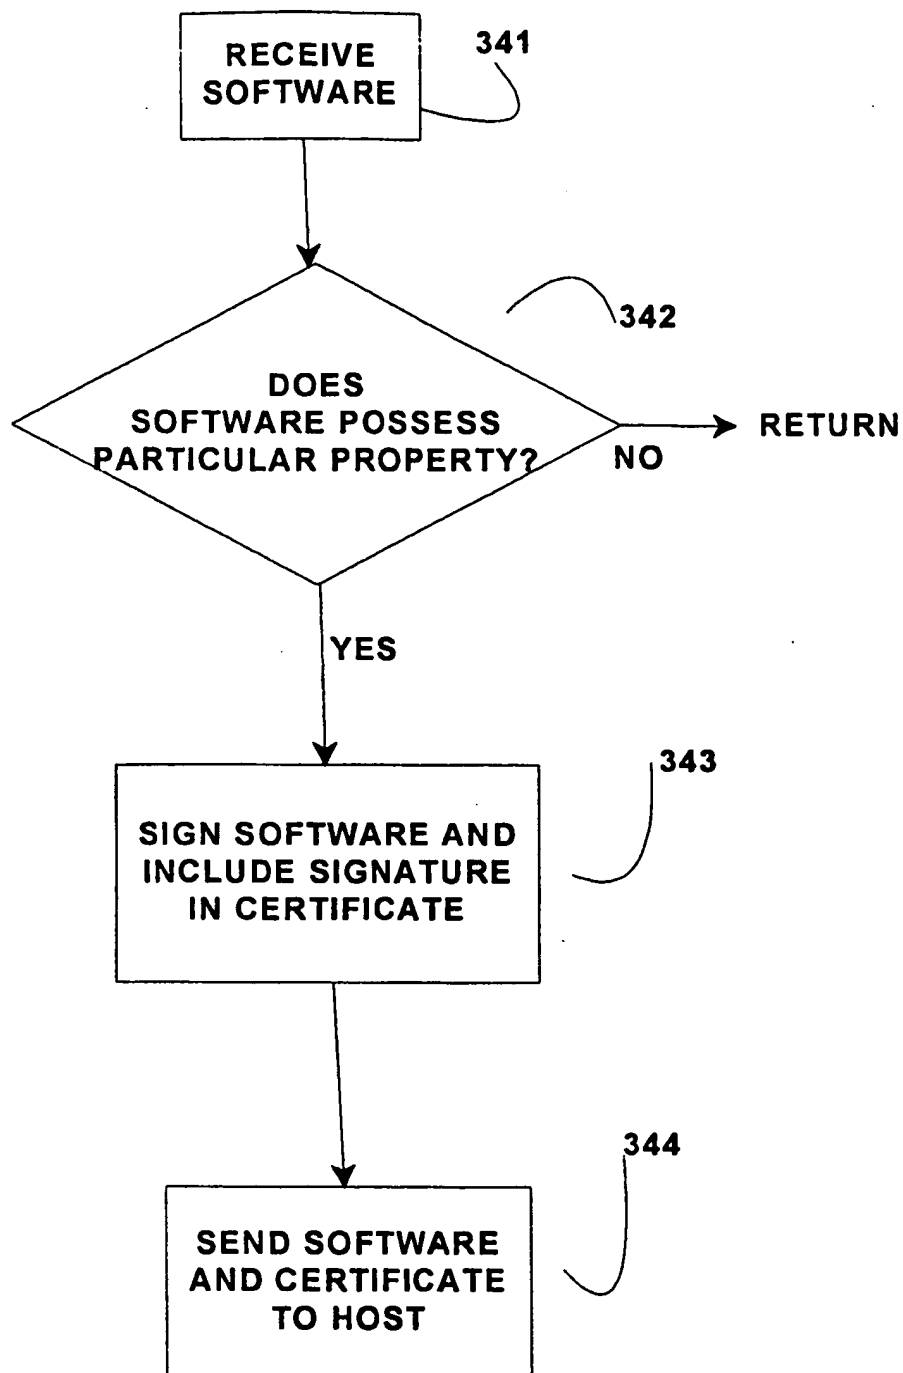 RECEIVE
SOFTWARE
341
342
DOES
SOFTWARE POSSESS
PARTICULAR PROPERTY?
NO
RETURN
YES
343
SIGN SOFTWARE AND
INCLUDE SIGNATURE
IN CERTIFICATE
344
SEND SOFTWARE
AND CERTIFICATE
TO HOST